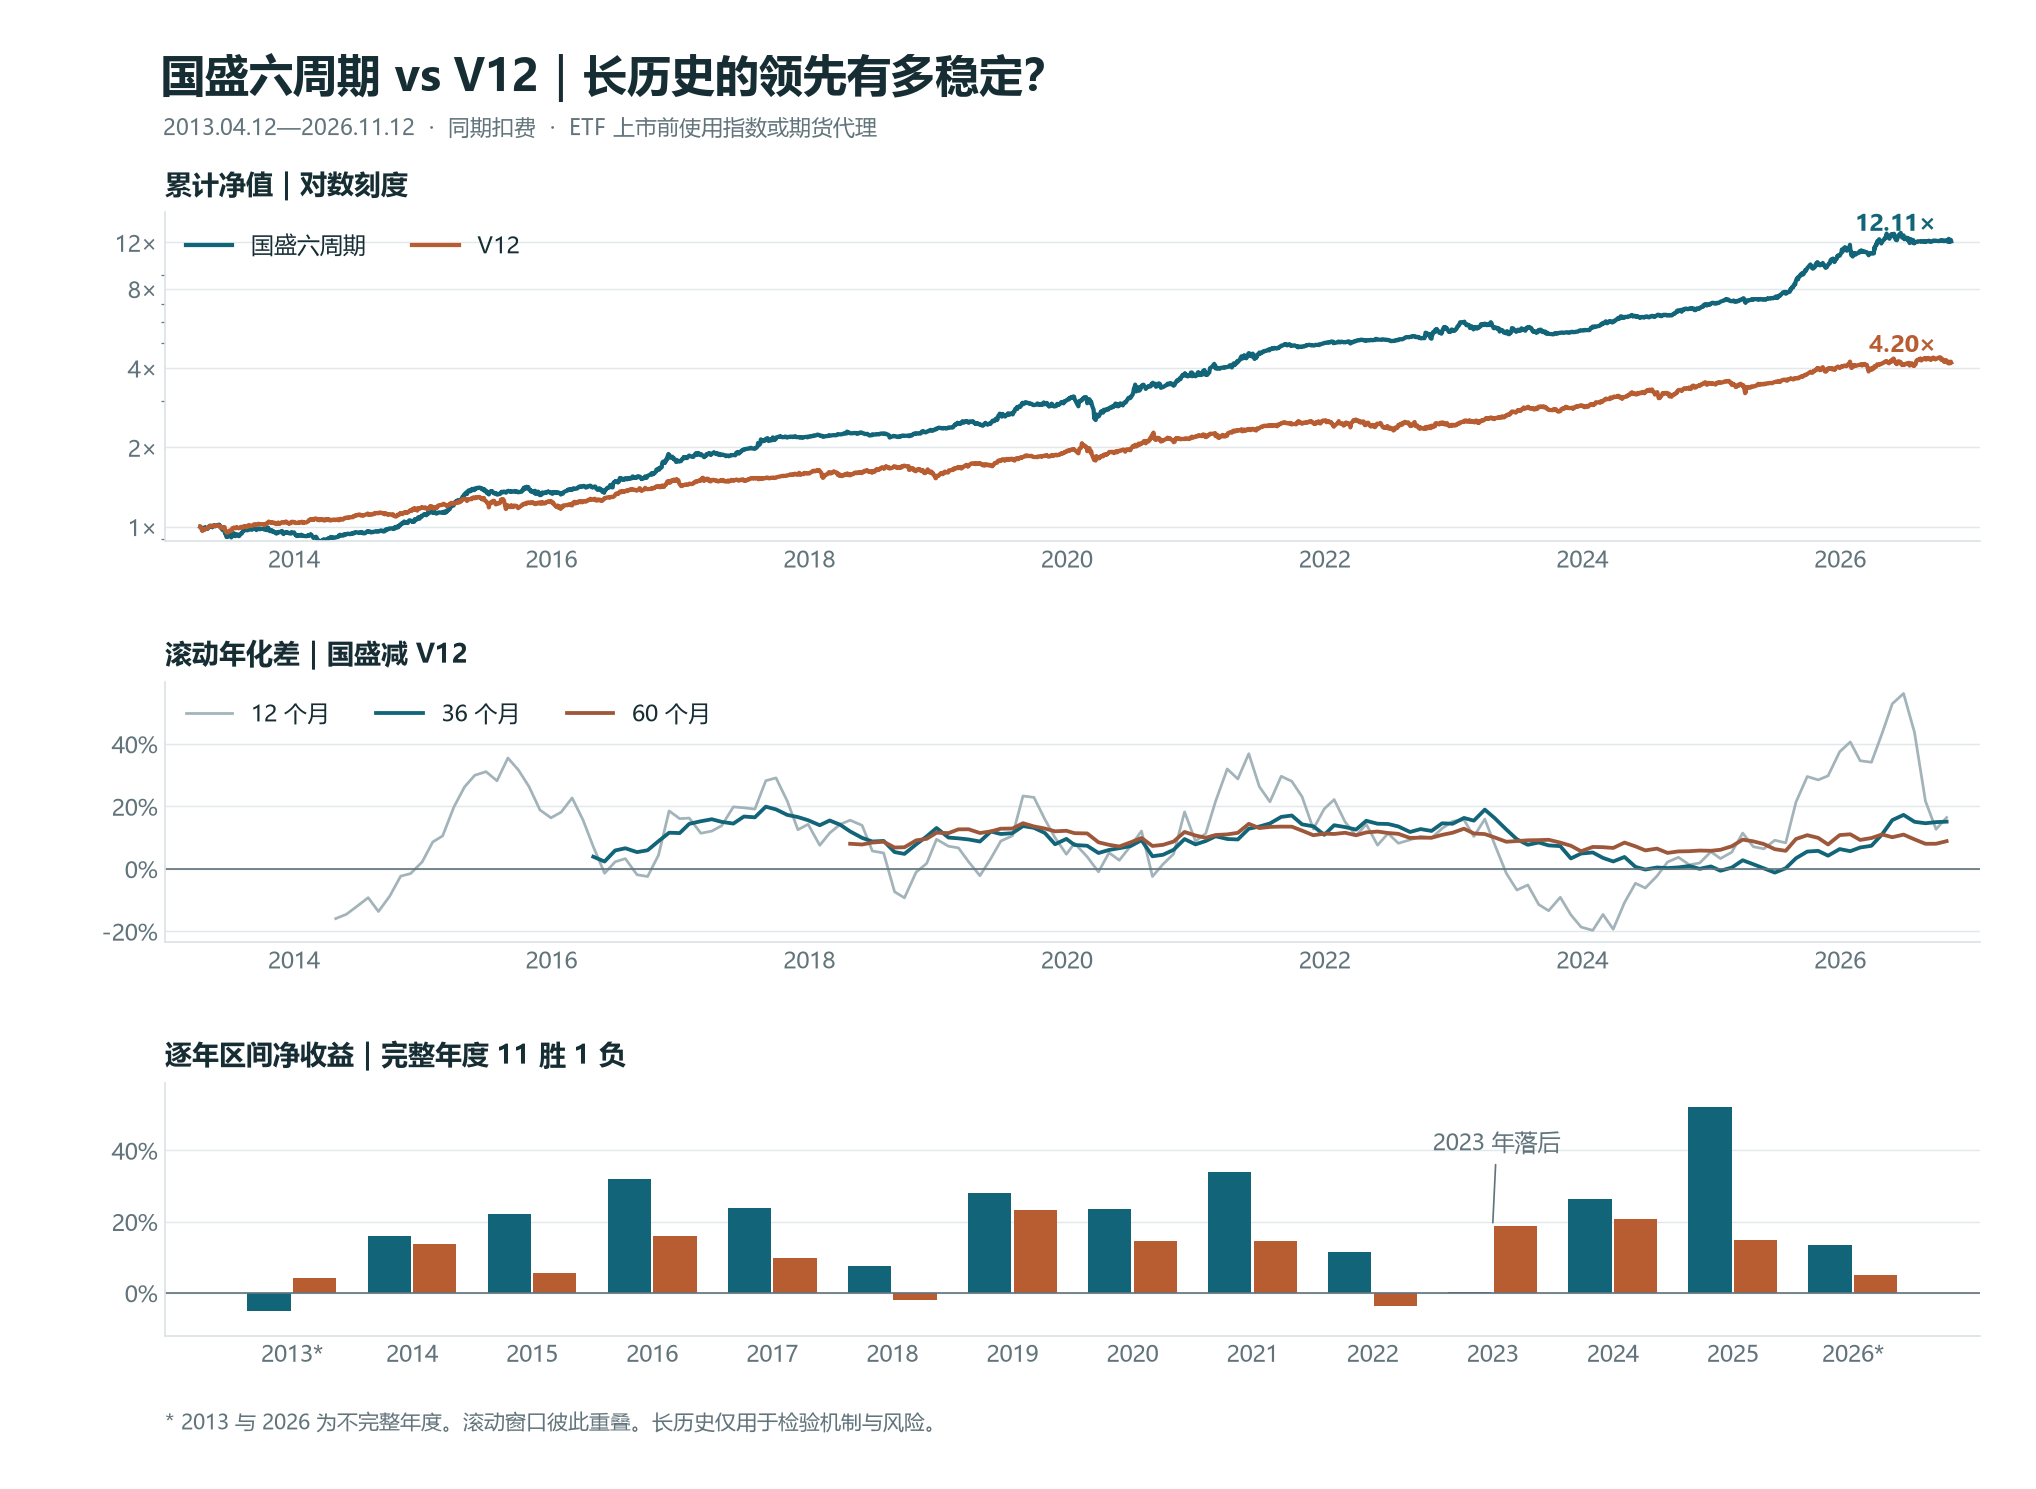 国盛六周期 vs V12｜长历史的领先有多稳定？
2013.04.12—2026.11.12 · 同期扣费 · ETF 上市前使用指数或期货代理
累计净值｜对数刻度
12.11×
12×
国盛六周期 V12
8×
4.20×
4×
2×
1×
2014 2016 2018 2020 2022 2024 2026
滚动年化差｜国盛减 V12
12 个月 36 个月 60 个月
40%
20%
0%
-20%
2014 2016 2018 2020 2022 2024 2026
逐年区间净收益｜完整年度 11 胜 1 负
2023 年落后
40%
20%
0%
2013* 2014 2015 2016 2017 2018 2019 2020 2021 2022 2023 2024 2025 2026*
* 2013 与 2026 为不完整年度。滚动窗口彼此重叠。长历史仅用于检验机制与风险。